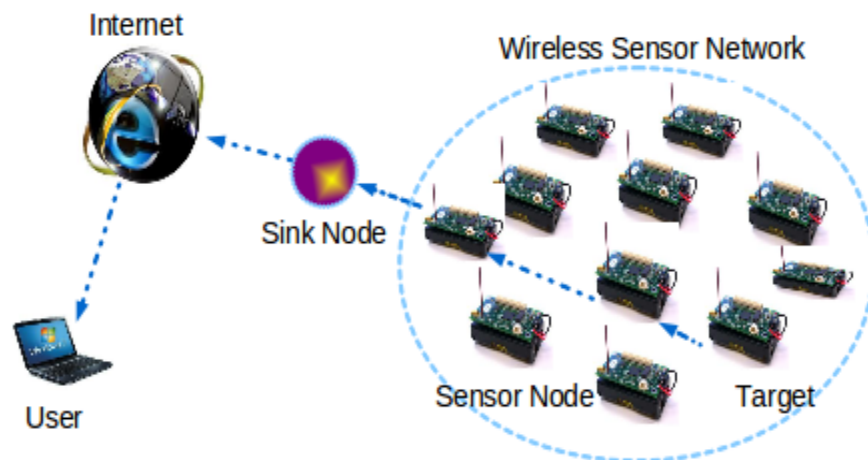 Internet
Wireless Sensor Network
Sink Node
Sensor Node
Target
User